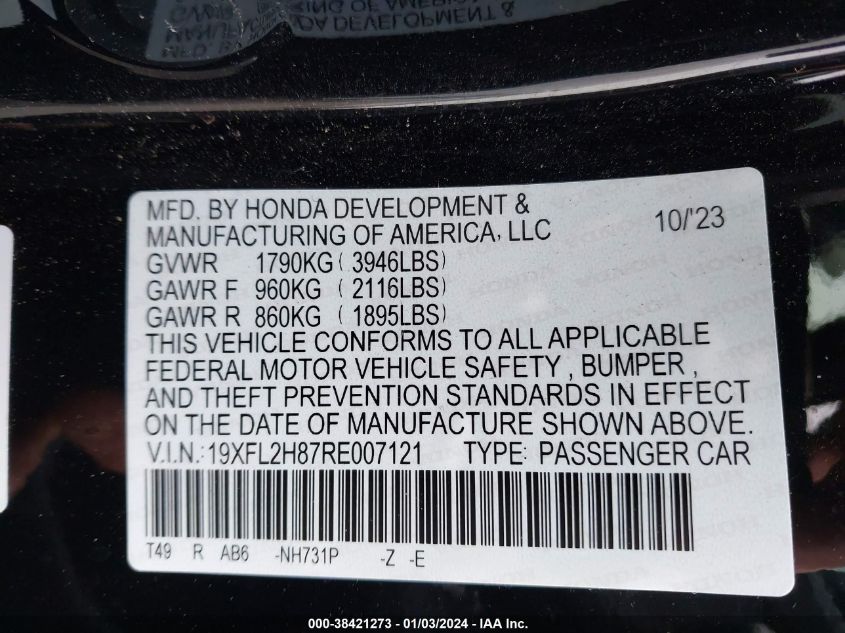 MFD. BY HONDA DEVELOPMENT &
MANUFACTURING OF AMERICA, LLC 10/'23
GVWR 1790KG ( 3946LBS)
GAWR F 960KG ( 2116LBS)
GAWR R 860KG ( 1895LBS)
THIS VEHICLE CONFORMS TO ALL APPLICABLE
FEDERAL MOTOR VEHICLE SAFETY , BUMPER ,
AND THEFT PREVENTION STANDARDS IN EFFECT
ON THE DATE OF MANUFACTURE SHOWN ABOVE.
V.I.N.: 19XFL2H87RE007121 TYPE: PASSENGER CAR
T49 R AB6 -NH731P -Z -E
000-38421273 - 01/03/2024 - IAA Inc.